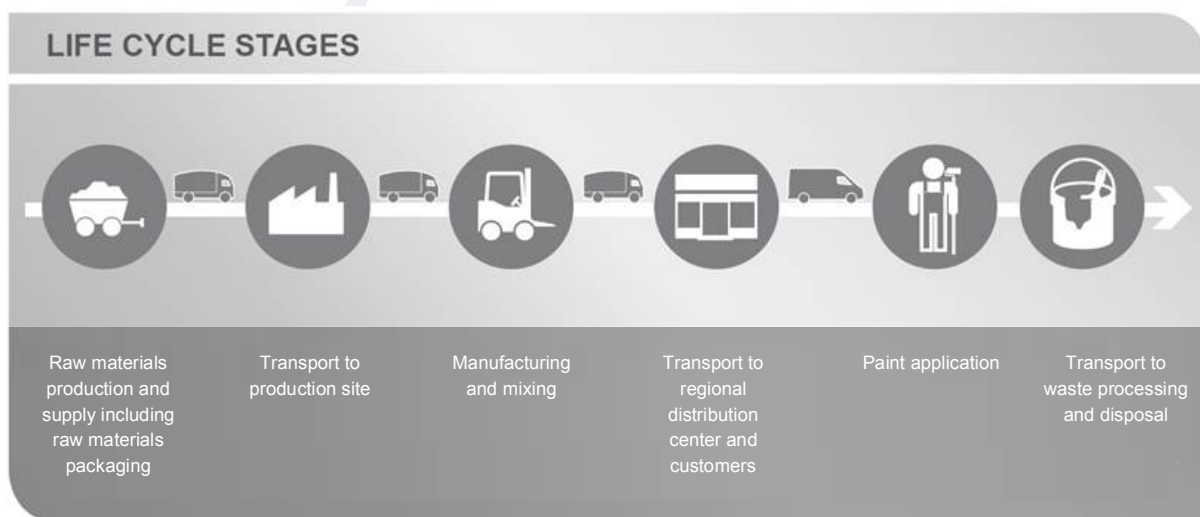 LIFE CYCLE STAGES
Raw materials
production and
supply including
raw materials
packaging
Transport to
production site
Manufacturing
and mixing
Transport to
regional
distribution
center and
customers
Paint application
Transport to
waste processing
and disposal